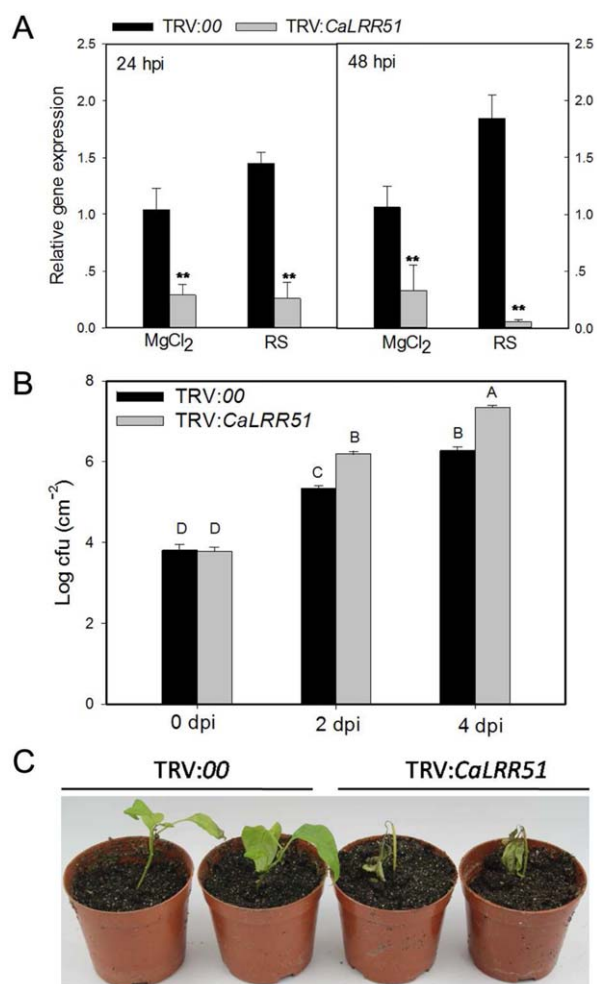 A
TRV:00 TRV:CaLRR51
2.5 24 hpi 48 hpi 2.5
2.0 2.0
1.5 1.5
1.0 1.0
.5 ** ** ** ** .5
0.0 0.0
Relative gene expression
MgCl2 RS MgCl2 RS
B
8
TRV:00
TRV:CaLRR51
A
B B
6
C
D D
4
2
0
Log cfu (cm−2)
0 dpi 2 dpi 4 dpi
C
TRV:00 TRV:CaLRR51